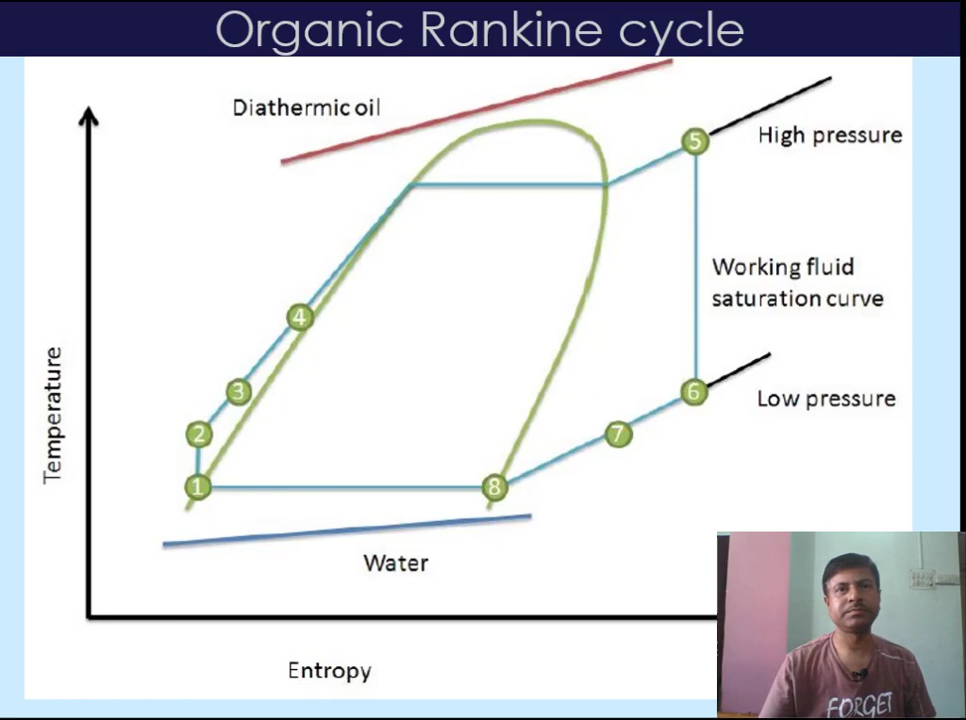 Organic Rankine cycle
Diathermic oil
5
High pressure
Working fluid
saturation curve
4
3
2
1
8
7
6
Low pressure
Temperature
Water
Entropy
FORGET